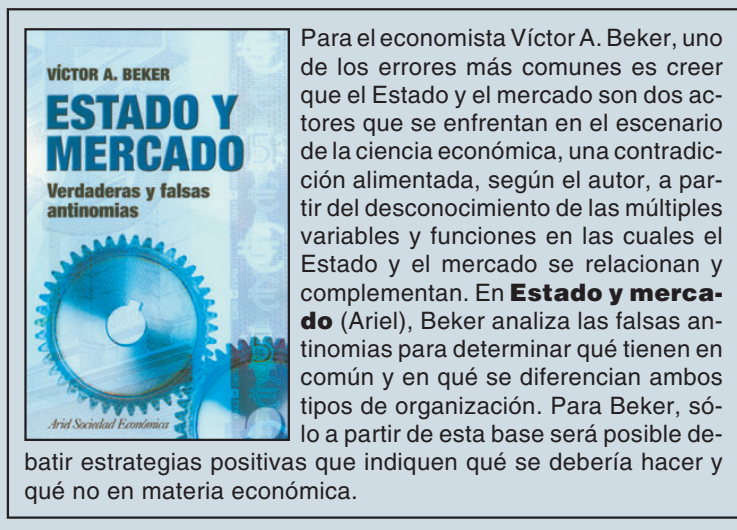 VÍCTOR A. BEKER
ESTADO Y
MERCADO
Verdaderas y falsas
antinomias
Ariel Sociedad Económica
Para el economista Víctor A. Beker, uno
de los errores más comunes es creer
que el Estado y el mercado son dos ac-
tores que se enfrentan en el escenario
de la ciencia económica, una contradic-
ción alimentada, según el autor, a par-
tir del desconocimiento de las múltiples
variables y funciones en las cuales el
Estado y el mercado se relacionan y
complementan. En Estado y merca-
do (Ariel), Beker analiza las falsas an-
tinomias para determinar qué tienen en
común y en qué se diferencian ambos
tipos de organización. Para Beker, só-
lo a partir de esta base será posible de-
batir estrategias positivas que indiquen qué se debería hacer y
qué no en materia económica.